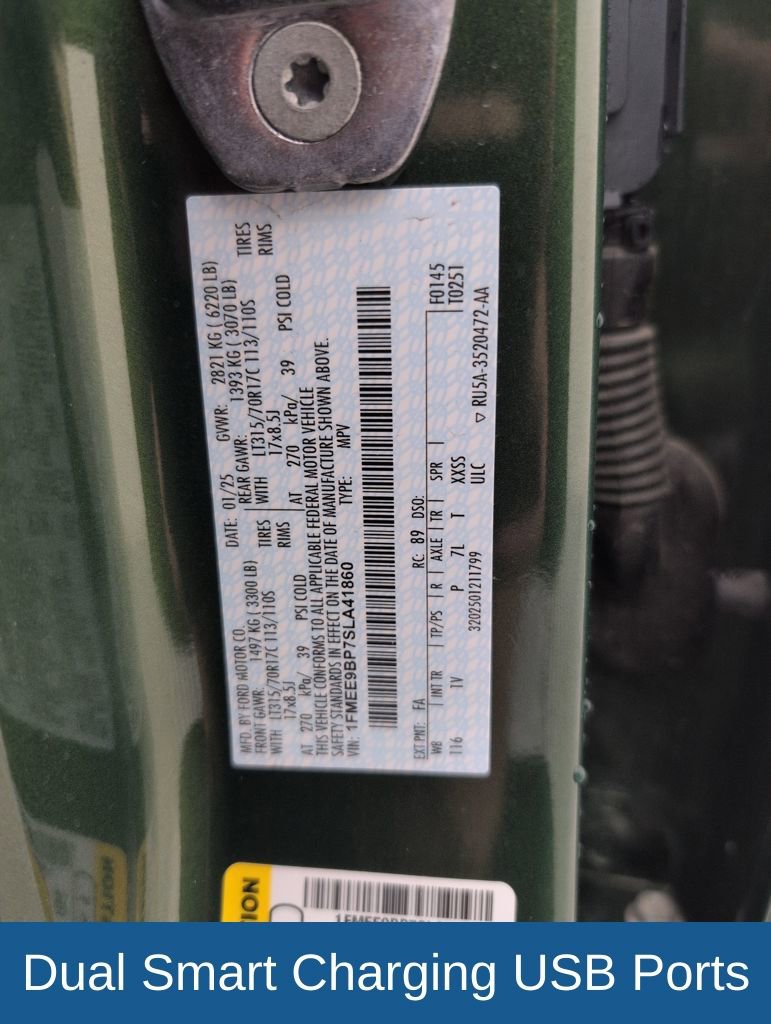 MFD. BY FORD MOTOR CO.
DATE: 01/25 GVWR: 2821 KG ( 6220 LB)
FRONT GAWR: 1497 KG ( 3300 LB) REAR GAWR: 1393 KG ( 3070 LB)
WITH LT315/70R17C 113/110S TIRES WITH LT315/70R17C 113/110S TIRES
17x8.5J RIMS 17x8.5J RIMS
AT 270 kPa/ 39 PSI COLD AT 270 kPa/ 39 PSI COLD
THIS VEHICLE CONFORMS TO ALL APPLICABLE FEDERAL MOTOR VEHICLE
SAFETY STANDARDS IN EFFECT ON THE DATE OF MANUFACTURE SHOWN ABOVE.
VIN: 1FMEE9BP7SLA41860 TYPE: MPV
EXT PNT: FA RC: 89 DSO: F0145
WB INT TR TP/PS R AXLE TR SPR T0251
116 1V P 7L T XXSS
3202501211799 ULC
▽ RU5A-3520472-AA
Dual Smart Charging USB Ports